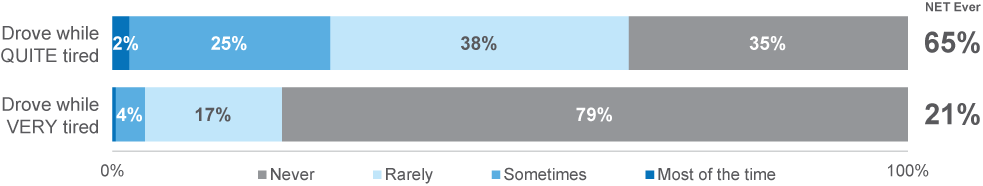 NET Ever
Drove while
QUITE tired
2% 25% 38% 35% 65%
Drove while
VERY tired
4% 17% 79% 21%
0% 100%
Never Rarely Sometimes Most of the time